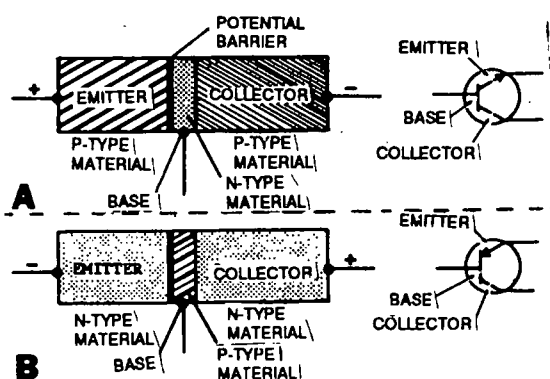 POTENTIAL
BARRIER
+
EMITTER
COLLECTOR
−
P-TYPE
MATERIAL
P-TYPE
MATERIAL
N-TYPE
MATERIAL
BASE
A
EMITTER
BASE
COLLECTOR
−
EMITTER
COLLECTOR
+
N-TYPE
MATERIAL
BASE
N-TYPE
MATERIAL
P-TYPE
MATERIAL
B
EMITTER
BASE
COLLECTOR